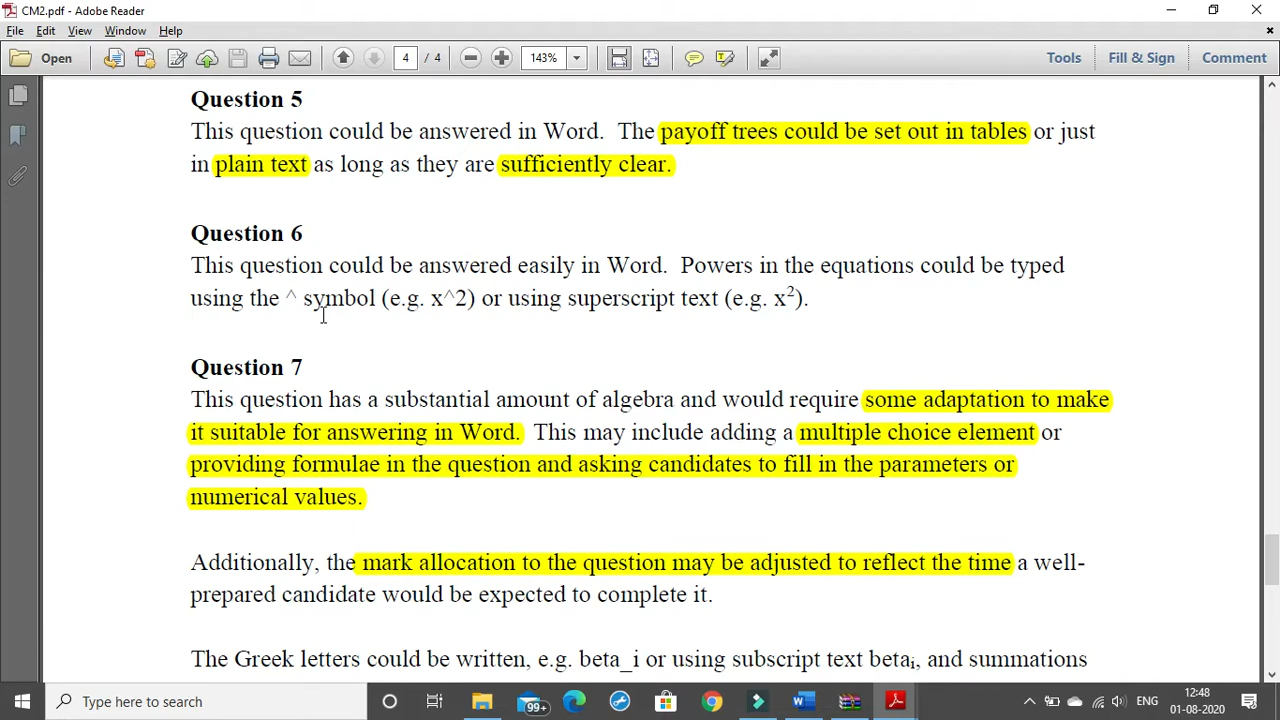 CM2.pdf - Adobe Reader
File Edit View Window Help
Open 4 / 4 143% Tools Fill & Sign Comment
Question 5
This question could be answered in Word. The payoff trees could be set out in tables or just
in plain text as long as they are sufficiently clear.
Question 6
This question could be answered easily in Word. Powers in the equations could be typed
using the ^ symbol (e.g. x^2) or using superscript text (e.g. x²).
Question 7
This question has a substantial amount of algebra and would require some adaptation to make
it suitable for answering in Word. This may include adding a multiple choice element or
providing formulae in the question and asking candidates to fill in the parameters or
numerical values.
Additionally, the mark allocation to the question may be adjusted to reflect the time a well-
prepared candidate would be expected to complete it.
The Greek letters could be written, e.g. beta_i or using subscript text betaᵢ, and summations
Type here to search 99+ ENG 12:48
01-08-2020